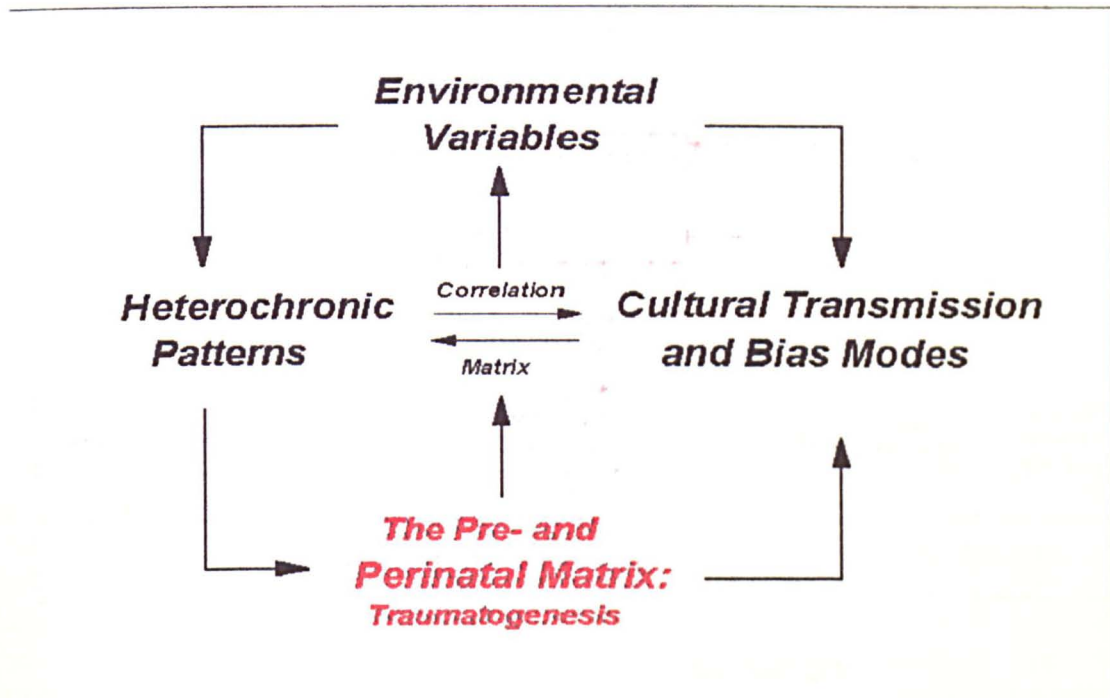 Environmental
Variables
Heterochronic
Patterns
Correlation
Matrix
Cultural Transmission
and Bias Modes
The Pre- and
Perinatal Matrix:
Traumatogenesis